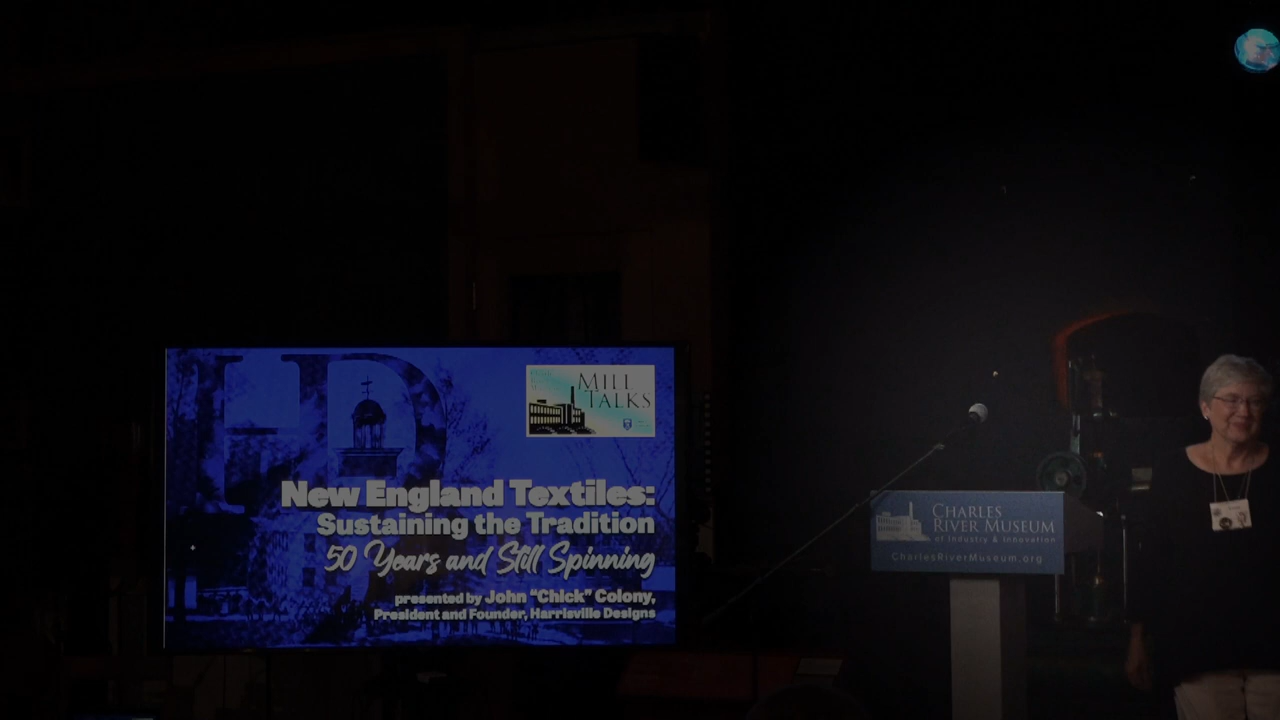 MILL
TALKS
New England Textiles:
Sustaining the Tradition
50 Years and Still Spinning
presented by John "Chick" Colony,
President and Founder, Harrisville Designs
CHARLES
RIVER MUSEUM
of Industry & Innovation
CharlesRiverMuseum.org